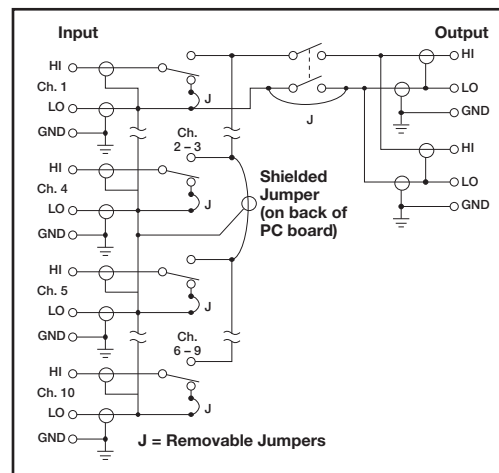 Input
Output
HI
Ch. 1
LO
GND
J
HI
LO
GND
J
HI
LO
GND
Ch.
2 – 3
HI
Ch. 4
LO
GND
J
Shielded
Jumper
(on back of
PC board)
HI
Ch. 5
LO
GND
J
Ch.
6 – 9
HI
Ch. 10
LO
GND
J
J = Removable Jumpers